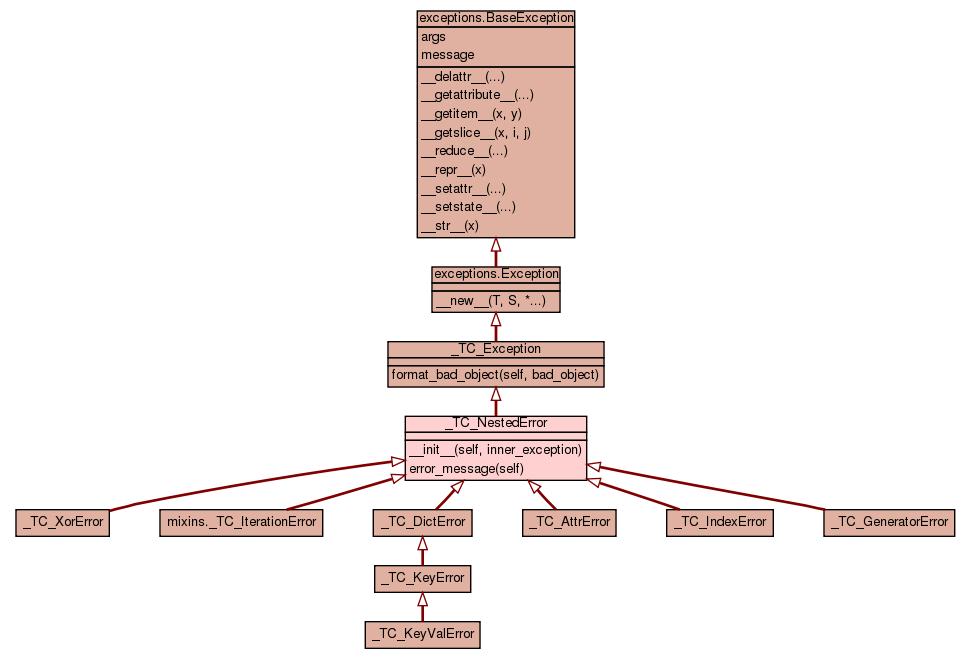 exceptions.BaseException
args
message
__delattr__(...)
__getattribute__(...)
__getitem__(x, y)
__getslice__(x, i, j)
__reduce__(...)
__repr__(x)
__setattr__(...)
__setstate__(...)
__str__(x)
exceptions.Exception
__new__(T, S, *...)
_TC_Exception
format_bad_object(self, bad_object)
_TC_NestedError
__init__(self, inner_exception)
error_message(self)
_TC_XorError
mixins._TC_IterationError
_TC_DictError
_TC_AttrError
_TC_IndexError
_TC_GeneratorError
_TC_KeyError
_TC_KeyValError